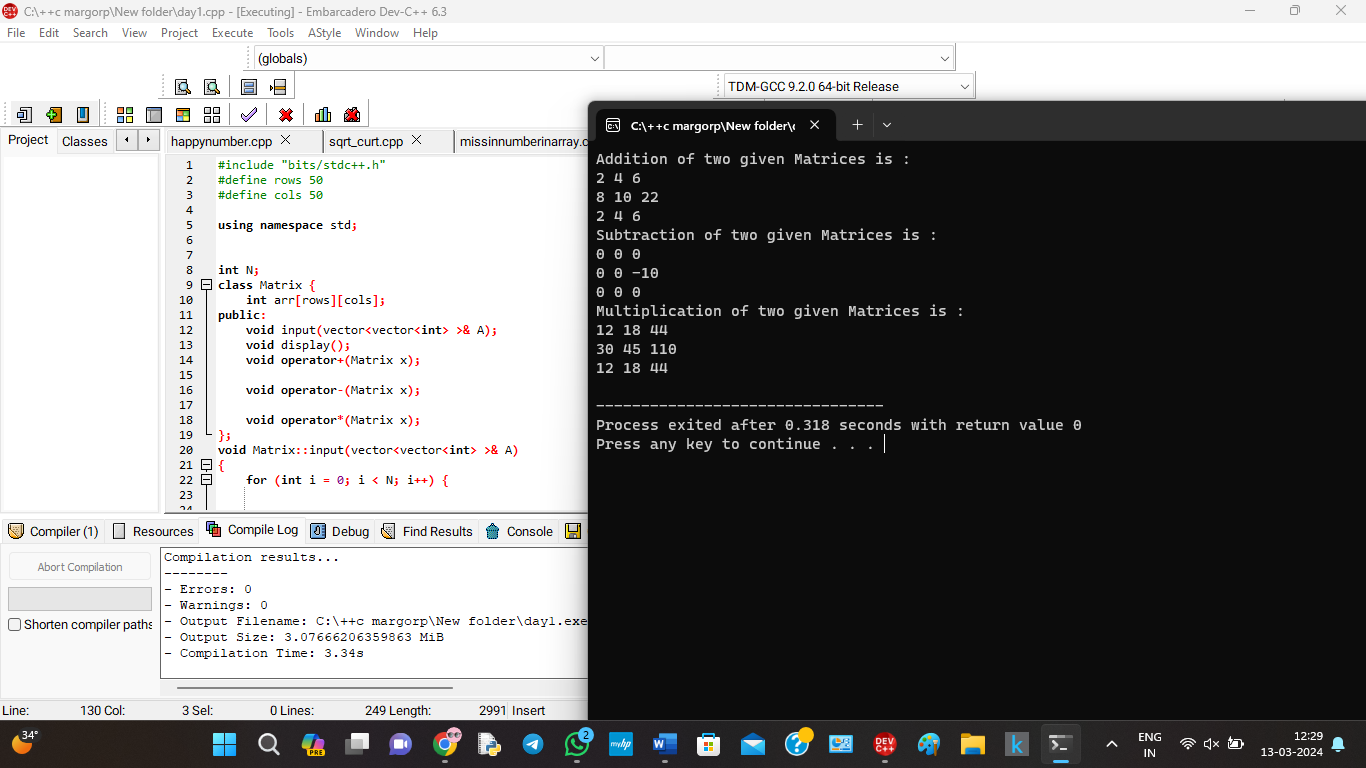 C:\++c margorp\New folder\day1.cpp - [Executing] - Embarcadero Dev-C++ 6.3
File Edit Search View Project Execute Tools AStyle Window Help
(globals)
TDM-GCC 9.2.0 64-bit Release
Project Classes
happynumber.cpp sqrt_curt.cpp missinnumberinarray.c
1 #include "bits/stdc++.h"
2 #define rows 50
3 #define cols 50
4
5 using namespace std;
6
7
8 int N;
9 class Matrix {
10 int arr[rows][cols];
11 public:
12 void input(vector<vector<int> >& A);
13 void display();
14 void operator+(Matrix x);
15
16 void operator-(Matrix x);
17
18 void operator*(Matrix x);
19 };
20 void Matrix::input(vector<vector<int> >& A)
21 {
22 for (int i = 0; i < N; i++) {
23
24
C:\++c margorp\New folder\
Addition of two given Matrices is :
2 4 6
8 10 22
2 4 6
Subtraction of two given Matrices is :
0 0 0
0 0 -10
0 0 0
Multiplication of two given Matrices is :
12 18 44
30 45 110
12 18 44
--------------------------------
Process exited after 0.318 seconds with return value 0
Press any key to continue . . .
Compiler (1) Resources Compile Log Debug Find Results Console
Abort Compilation
Shorten compiler paths
Compilation results...
--------
- Errors: 0
- Warnings: 0
- Output Filename: C:\++c margorp\New folder\day1.exe
- Output Size: 3.07666206359863 MiB
- Compilation Time: 3.34s
Line: 130 Col: 3 Sel: 0 Lines: 249 Length: 2991 Insert
34°
PRE
2
myhp
W
DEV C++
k
ENG
IN
12:29
13-03-2024